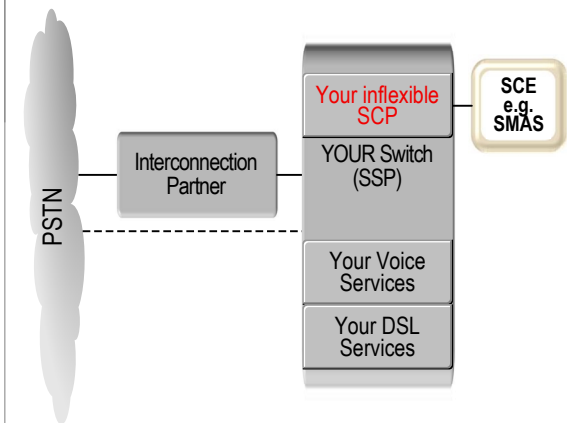 PSTN
Interconnection
Partner
Your inflexible
SCP
YOUR Switch
(SSP)
Your Voice
Services
Your DSL
Services
SCE
e.g.
SMAS